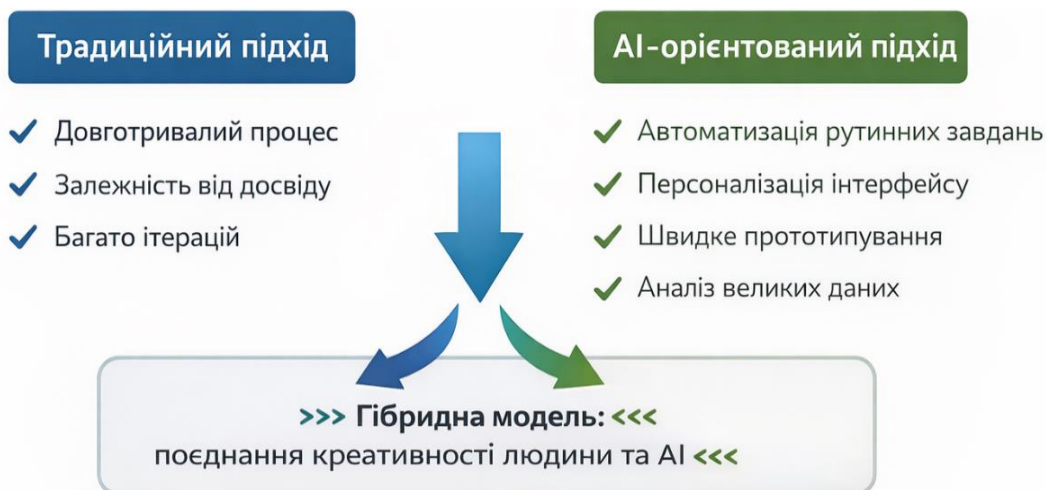 Традиційний підхід
Довготривалий процес
Залежність від досвіду
Багато ітерацій
AI-орієнтований підхід
Автоматизація рутинних завдань
Персоналізація інтерфейсу
Швидке прототипування
Аналіз великих даних
>>> Гібридна модель: <<<
поєднання креативності людини та AI <<<